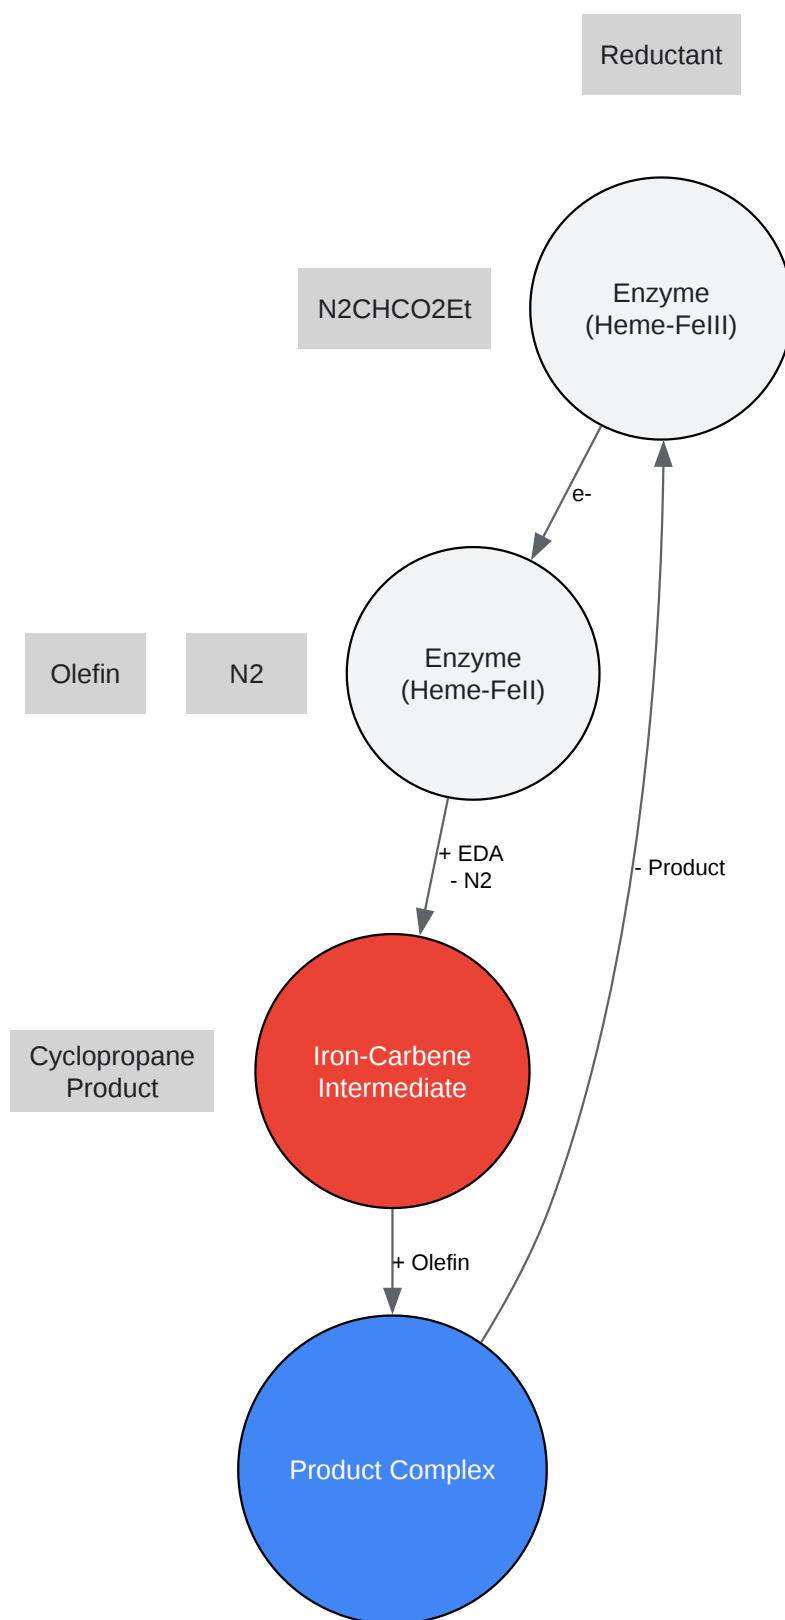 Reductant
N2CHCO2Et
Enzyme
(Heme-FeIII)
e-
Olefin
N2
Enzyme
(Heme-FeII)
+ EDA
- N2
- Product
Cyclopropane
Product
Iron-Carbene
Intermediate
+ Olefin
Product Complex